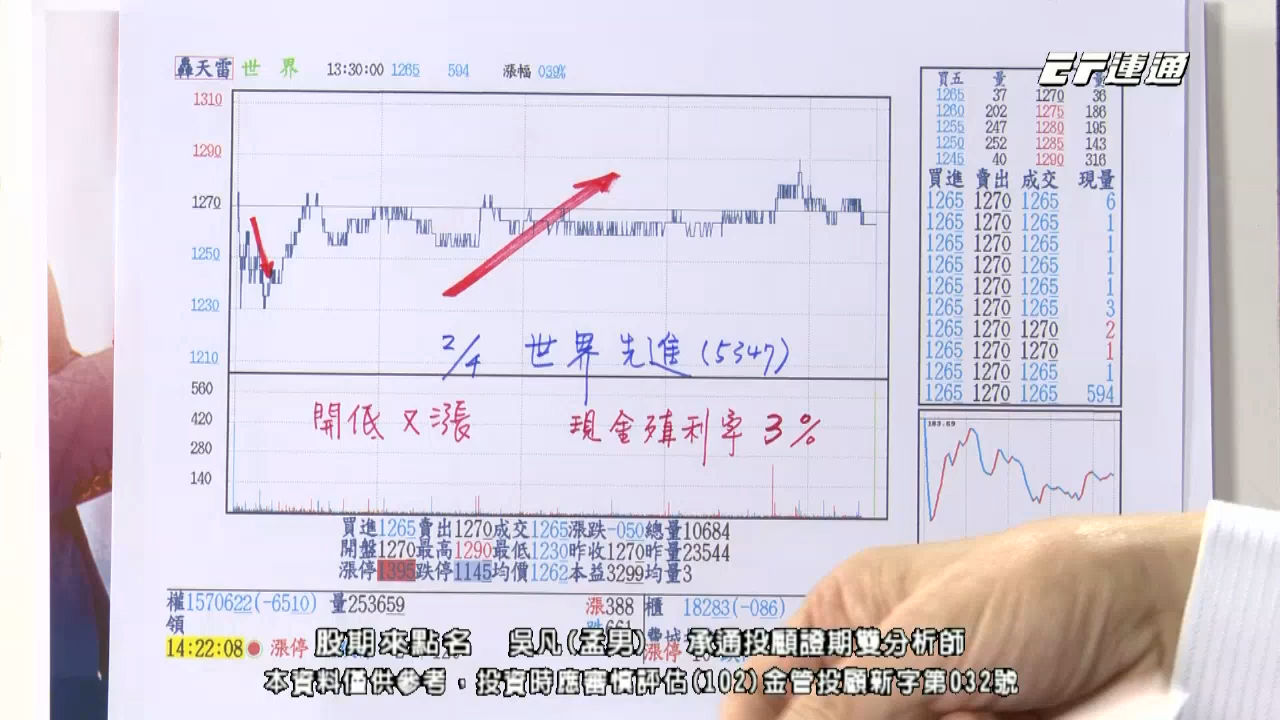 轟天雷 世界 13:30:00 1265 594 漲幅 039%
EF運通
1310
1290
1270
1250
1230
1210
560
420
280
140
2/4 世界先進(5347)
開低又漲 現金殖利率3%
買五 量 量
1265 37 1270 38
1260 202 1275 186
1255 247 1280 195
1250 252 1285 143
1245 40 1290 316
買進 賣出 成交 現量
1265 1270 1265 6
1265 1270 1265 1
1265 1270 1265 1
1265 1270 1265 1
1265 1270 1265 1
1265 1270 1265 3
1265 1270 1270 2
1265 1270 1270 1
1265 1270 1265 1
1265 1270 1265 594
183.69
買進1265賣出1270成交1265漲跌-050總量10684
開盤1270最高1290最低1230昨收1270昨量23544
漲停1395跌停1145均價1262本益3299均量3
權1570622(-6510) 量253659 漲388 櫃 18283(-086)
領
14:22:08 漲停
股期來點名 吳凡(孟男) 承通投顧證期雙分析師
本資料僅供參考,投資時應審慎評估(102)金管投顧新字第032號